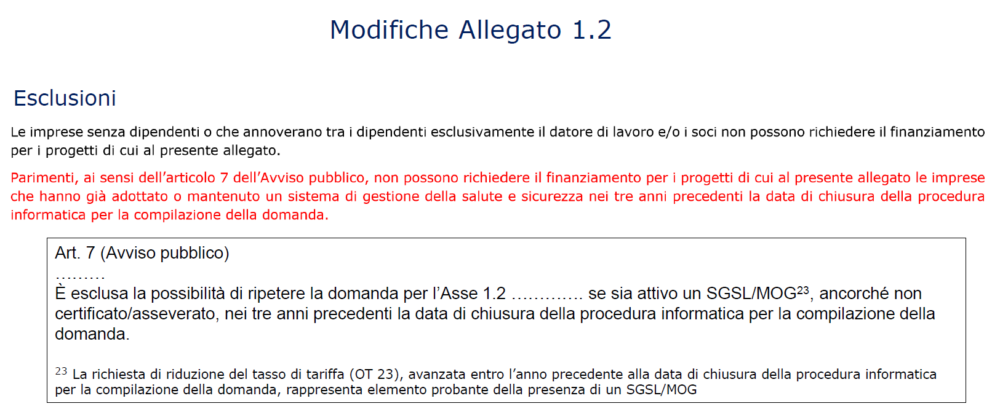 Modifiche Allegato 1.2
Esclusioni
Le imprese senza dipendenti o che annoverano tra i dipendenti esclusivamente il datore di lavoro e/o i soci non possono richiedere il finanziamento
per i progetti di cui al presente allegato.
Parimenti, ai sensi dell’articolo 7 dell’Avviso pubblico, non possono richiedere il finanziamento per i progetti di cui al presente allegato le imprese
che hanno già adottato o mantenuto un sistema di gestione della salute e sicurezza nei tre anni precedenti la data di chiusura della procedura
informatica per la compilazione della domanda.
Art. 7 (Avviso pubblico)
………
È esclusa la possibilità di ripetere la domanda per l’Asse 1.2 …………. se sia attivo un SGSL/MOG²³, ancorché non
certificato/asseverato, nei tre anni precedenti la data di chiusura della procedura informatica per la compilazione della
domanda.
²³ La richiesta di riduzione del tasso di tariffa (OT 23), avanzata entro l’anno precedente alla data di chiusura della procedura informatica
per la compilazione della domanda, rappresenta elemento probante della presenza di un SGSL/MOG